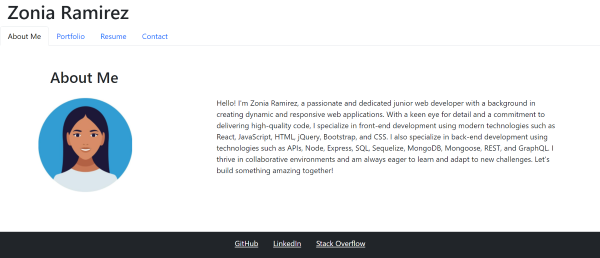 Zonia Ramirez
About Me Portfolio Resume Contact
About Me
Hello! I'm Zonia Ramirez, a passionate and dedicated junior web developer with a background in
creating dynamic and responsive web applications. With a keen eye for detail and a commitment to
delivering high-quality code, I specialize in front-end development using modern technologies such as
React, JavaScript, HTML, jQuery, Bootstrap, and CSS. I also specialize in back-end development using
technologies such as APIs, Node, Express, SQL, Sequelize, MongoDB, Mongoose, REST, and GraphQL. I
thrive in collaborative environments and am always eager to learn and adapt to new challenges. Let's
build something amazing together!
GitHub LinkedIn Stack Overflow